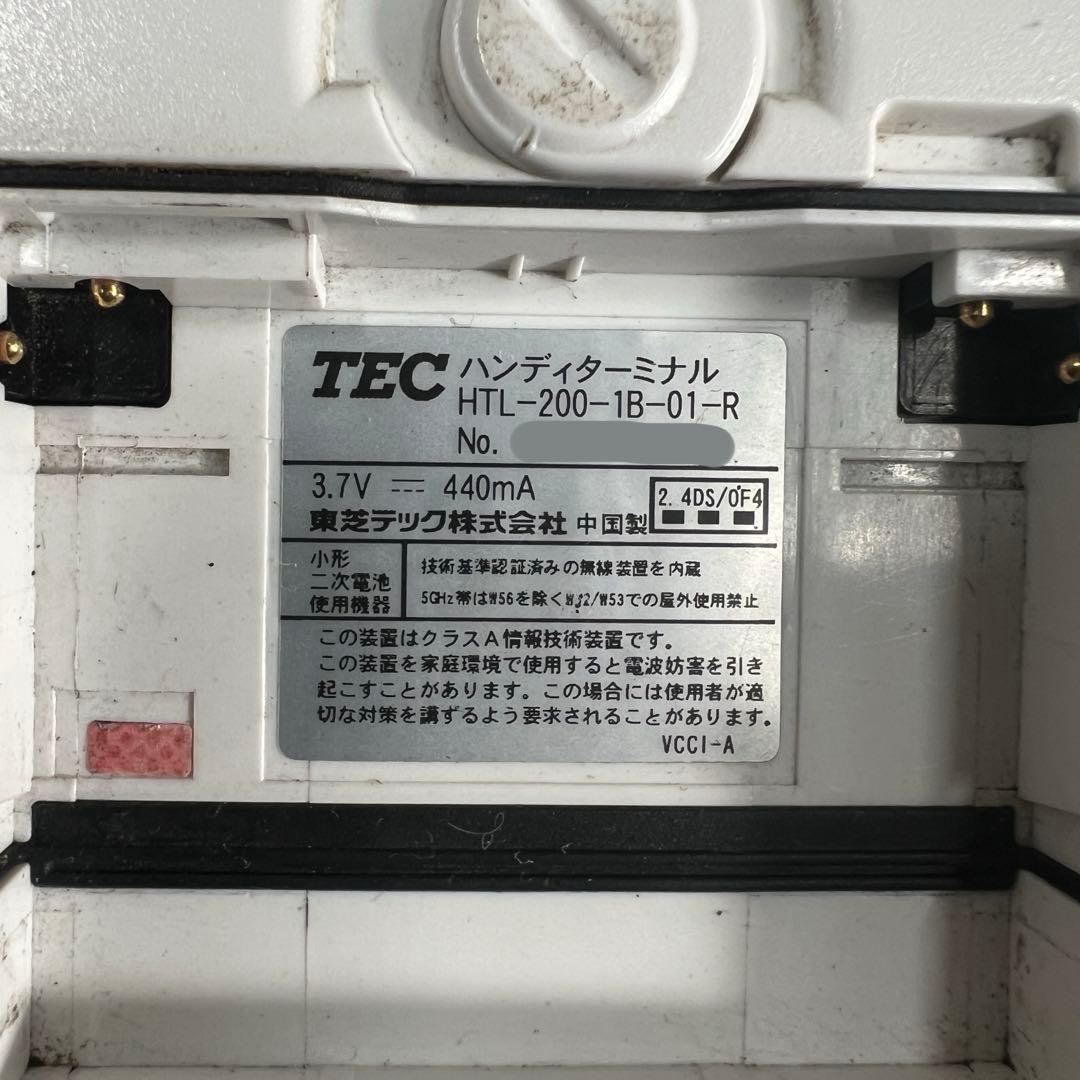 TEC ハンディターミナル
HTL-200-1B-01-R
No.
3.7V ⎓ 440mA
2.4DS/OF4
東芝テック株式会社 中国製
小形
二次電池
使用機器
技術基準認証済みの無線装置を内蔵
5GHz帯はW56を除くW52/W53での屋外使用禁止
この装置はクラスA情報技術装置です。
この装置を家庭環境で使用すると電波妨害を引き
起こすことがあります。この場合には使用者が適
切な対策を講ずるよう要求されることがあります。
VCCI-A